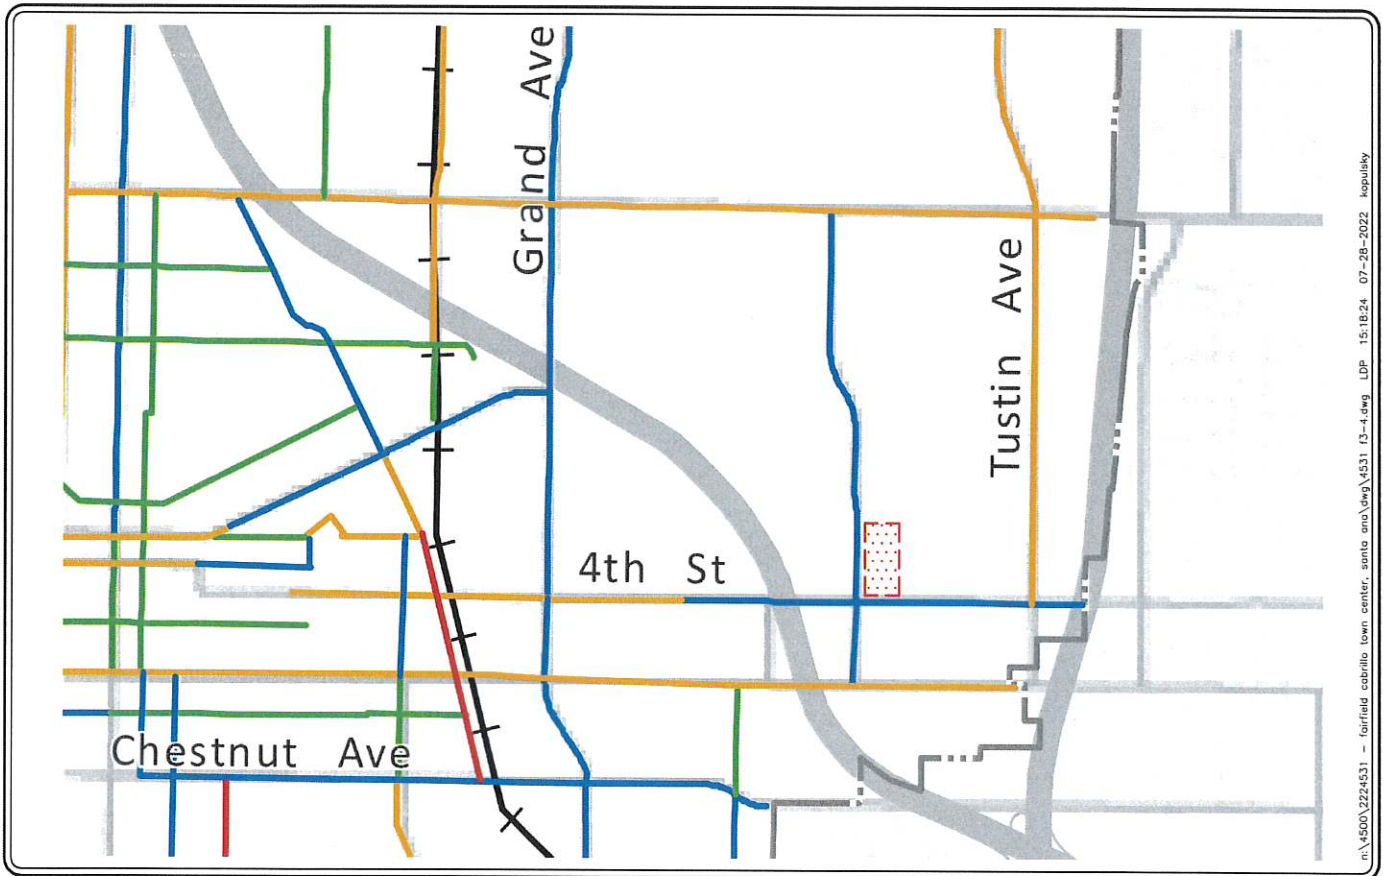 Grand Ave
Tustin Ave
4th St
Chestnut Ave
n:\4500\2224531 - fairfield cabrillo town center, santa ana\dwg\4531 f3-4.dwg LDP 15:18:24 07-28-2022 kopulsky